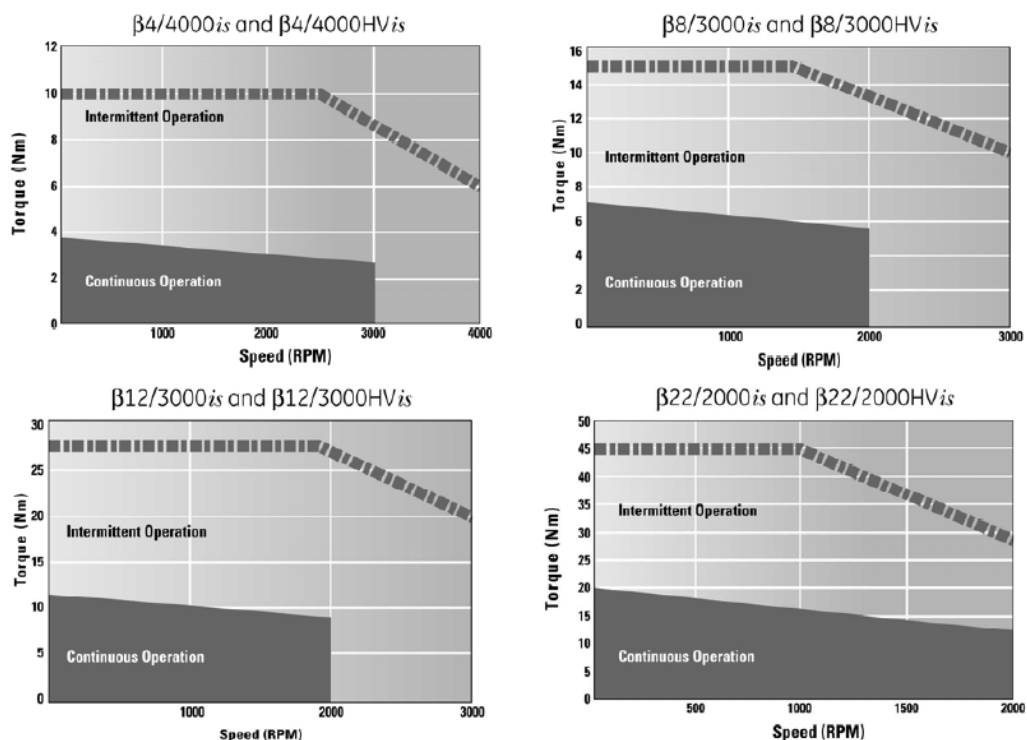 β4/4000is and β4/4000HVis
12
10
8
6
4
2
0
Torque (Nm)
Intermittent Operation
Continuous Operation
1000 2000 3000 4000
Speed (RPM)
β8/3000is and β8/3000HVis
16
14
12
10
8
6
4
2
0
Torque (Nm)
Intermittent Operation
Continuous Operation
1000 2000 3000
Speed (RPM)
β12/3000is and β12/3000HVis
30
25
20
15
10
5
0
Torque (Nm)
Intermittent Operation
Continuous Operation
1000 2000 3000
Speed (RPM)
β22/2000is and β22/2000HVis
50
45
40
35
30
25
20
15
10
5
0
Torque (Nm)
Intermittent Operation
Continuous Operation
500 1000 1500 2000
Speed (RPM)